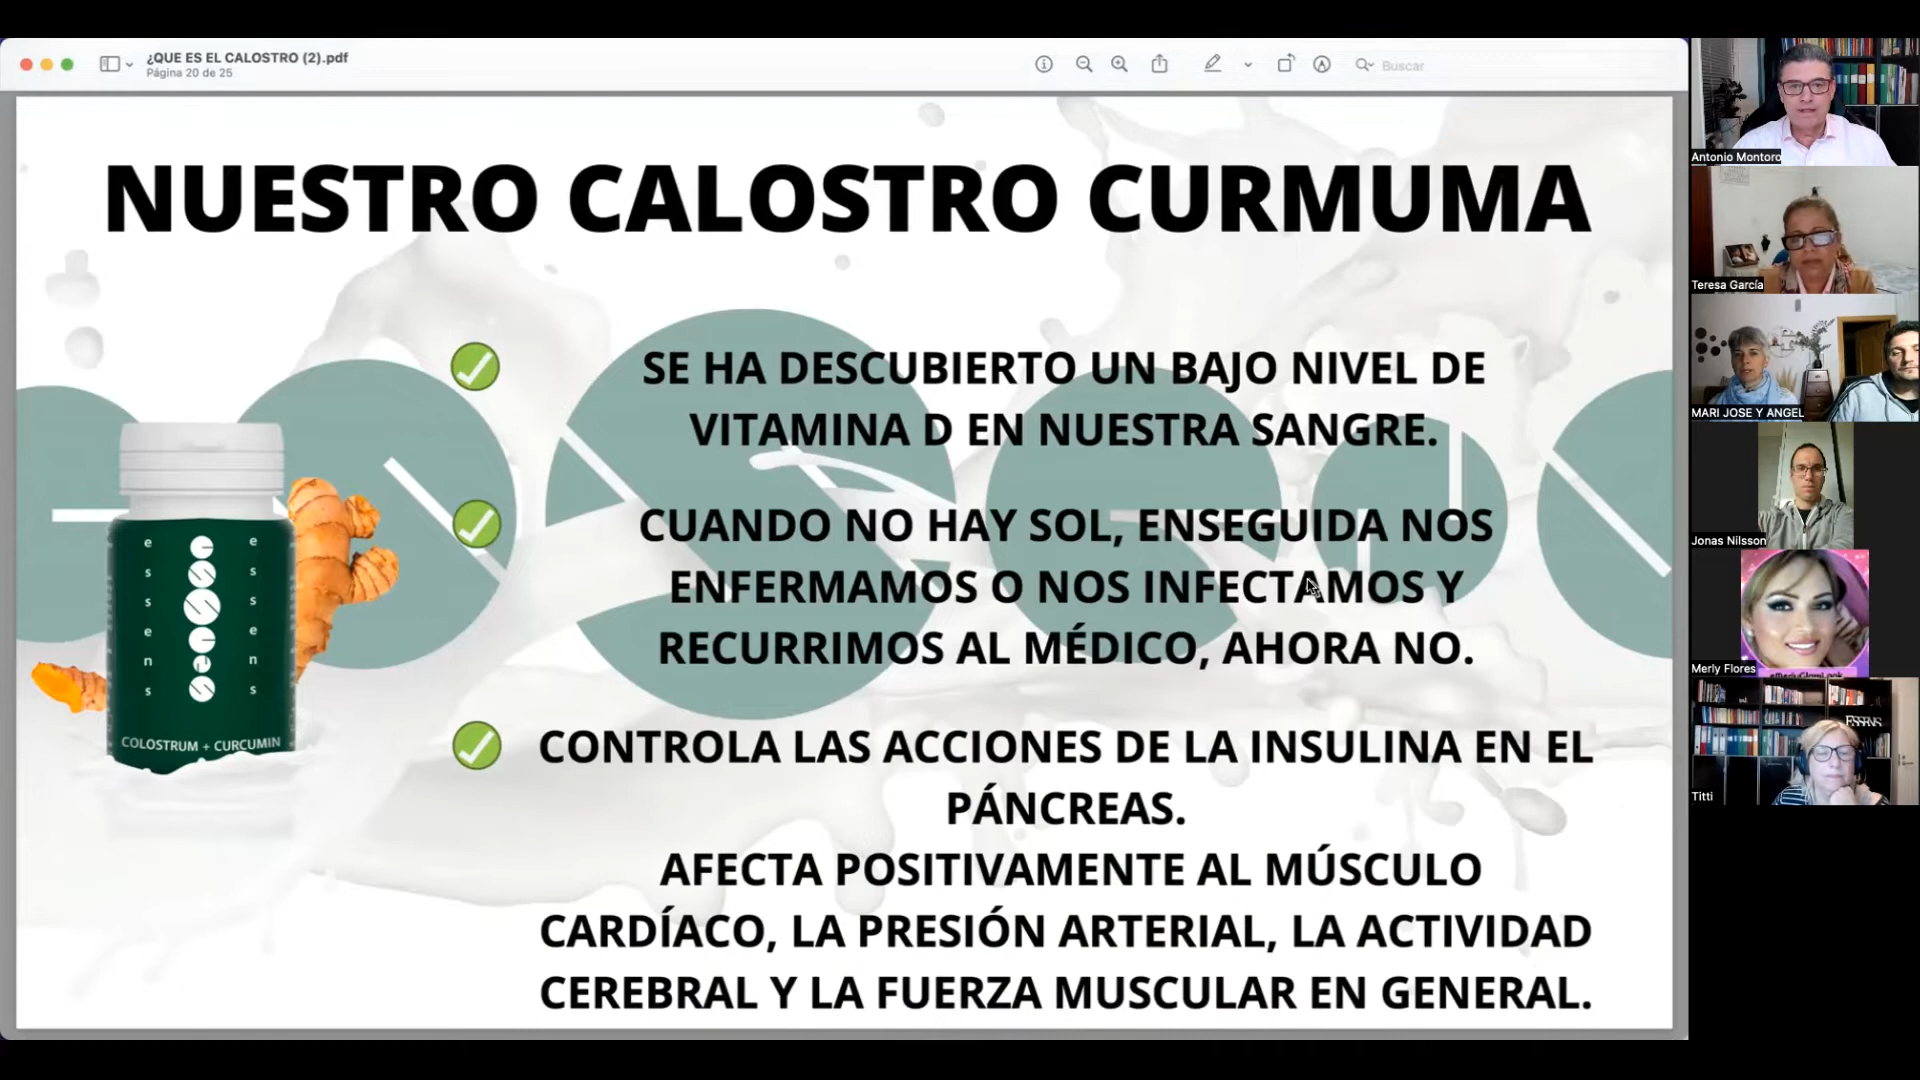 ¿QUE ES EL CALOSTRO (2).pdf
Página 20 de 25
Buscar
NUESTRO CALOSTRO CURMUMA
SE HA DESCUBIERTO UN BAJO NIVEL DE
VITAMINA D EN NUESTRA SANGRE.
CUANDO NO HAY SOL, ENSEGUIDA NOS
ENFERMAMOS O NOS INFECTAMOS Y
RECURRIMOS AL MÉDICO, AHORA NO.
CONTROLA LAS ACCIONES DE LA INSULINA EN EL
PÁNCREAS.
AFECTA POSITIVAMENTE AL MÚSCULO
CARDÍACO, LA PRESIÓN ARTERIAL, LA ACTIVIDAD
CEREBRAL Y LA FUERZA MUSCULAR EN GENERAL.
essens
essens
COLOSTRUM + CURCUMIN
Antonio Montoro
Teresa García
MARI JOSE Y ANGEL
Jonas Nilsson
Merly Flores
ESSENS
Titti